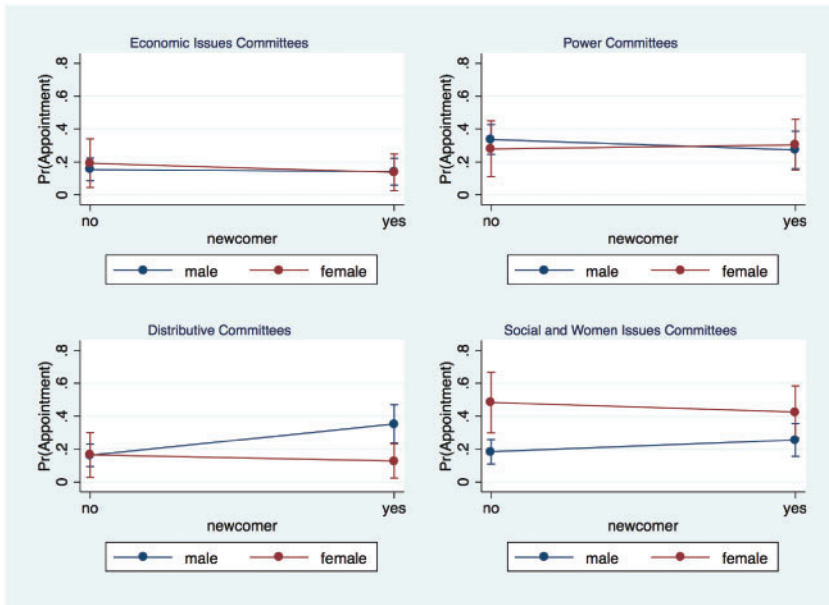 Economic Issues Committees
Pr(Appointment)
.8
.6
.4
.2
0
no
yes
newcomer
male
female
Power Committees
Pr(Appointment)
.8
.6
.4
.2
0
no
yes
newcomer
male
female
Distributive Committees
Pr(Appointment)
.8
.6
.4
.2
0
no
yes
newcomer
male
female
Social and Women Issues Committees
Pr(Appointment)
.8
.6
.4
.2
0
no
yes
newcomer
male
female